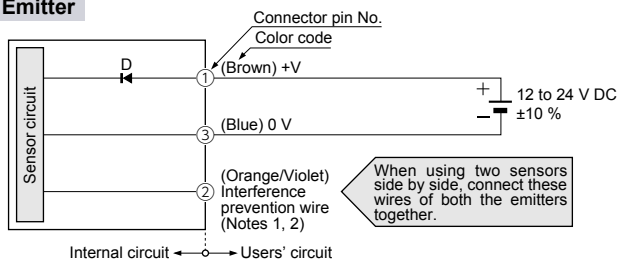 Emitter
Connector pin No.
Color code
D
1
(Brown) +V
+
12 to 24 V DC
±10 %
−
Sensor circuit
3
(Blue) 0 V
2
(Orange/Violet)
Interference
prevention wire
(Notes 1, 2)
When using two sensors
side by side, connect these
wires of both the emitters
together.
Internal circuit
Users' circuit